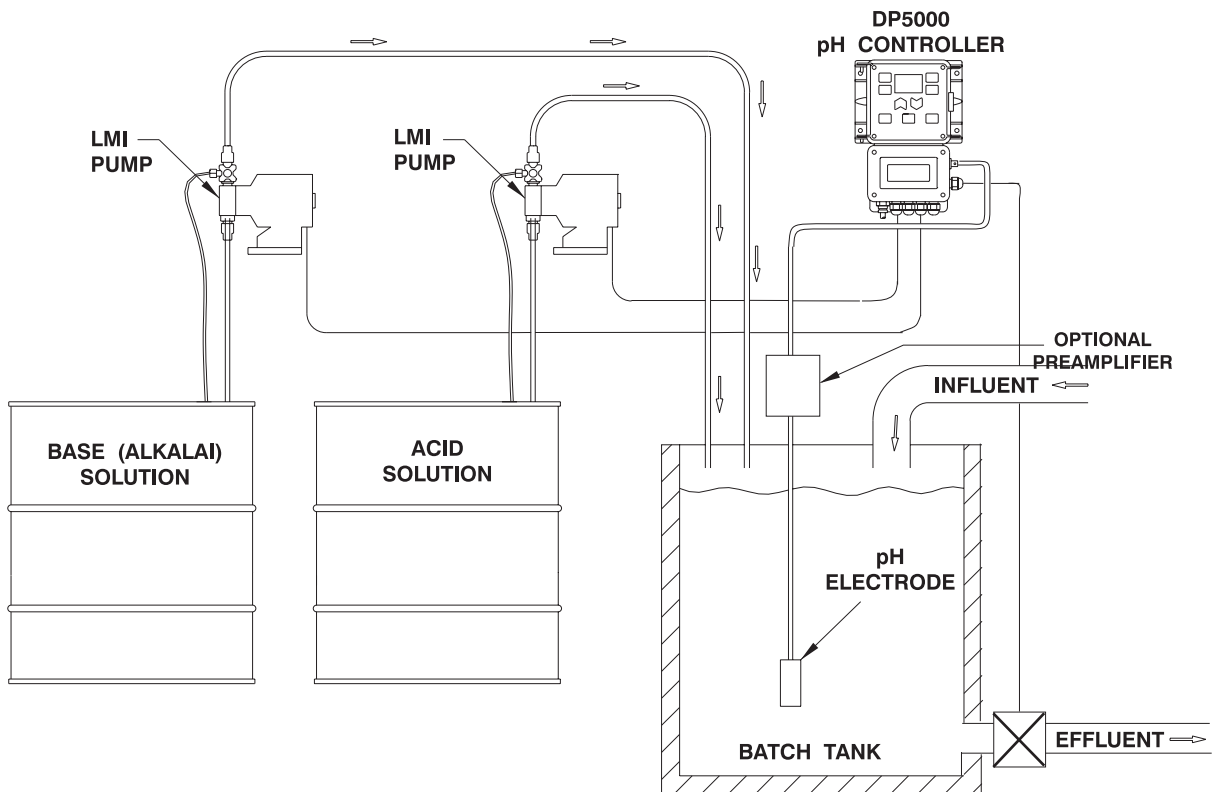 DP5000
pH CONTROLLER
LMI
PUMP
LMI
PUMP
OPTIONAL
PREAMPLIFIER
INFLUENT
BASE (ALKALAI)
SOLUTION
ACID
SOLUTION
pH
ELECTRODE
BATCH TANK
EFFLUENT